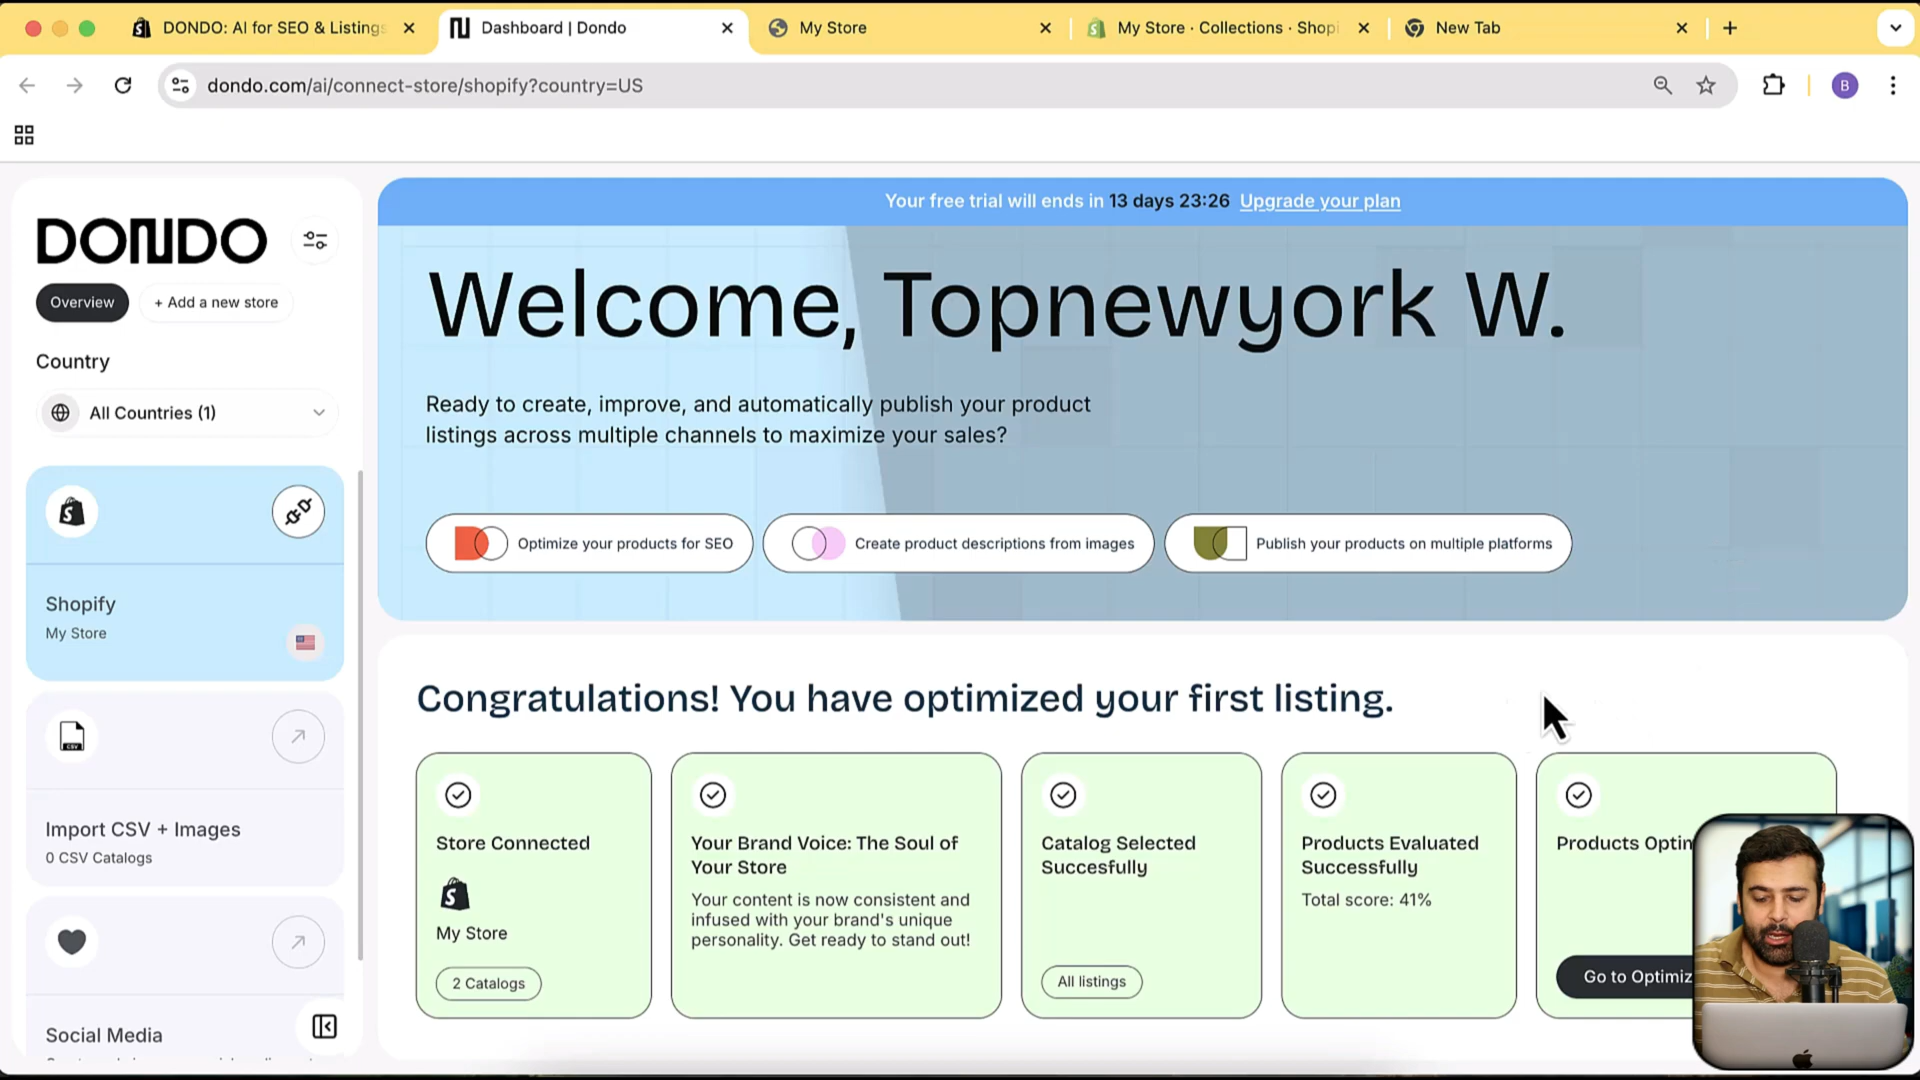 DONDO: AI for SEO & Listings
Dashboard | Dondo
My Store
My Store · Collections · Shopi
New Tab
dondo.com/ai/connect-store/shopify?country=US
B
DONDO
Overview
+ Add a new store
Country
All Countries (1)
Shopify
My Store
CSV
Import CSV + Images
0 CSV Catalogs
Social Media
Your free trial will ends in 13 days 23:26 Upgrade your plan
Welcome, Topnewyork W.
Ready to create, improve, and automatically publish your product
listings across multiple channels to maximize your sales?
Optimize your products for SEO
Create product descriptions from images
Publish your products on multiple platforms
Congratulations! You have optimized your first listing.
Store Connected
My Store
2 Catalogs
Your Brand Voice: The Soul of
Your Store
Your content is now consistent and
infused with your brand's unique
personality. Get ready to stand out!
Catalog Selected
Succesfully
All listings
Products Evaluated
Successfully
Total score: 41%
Products Optim
Go to Optimiz